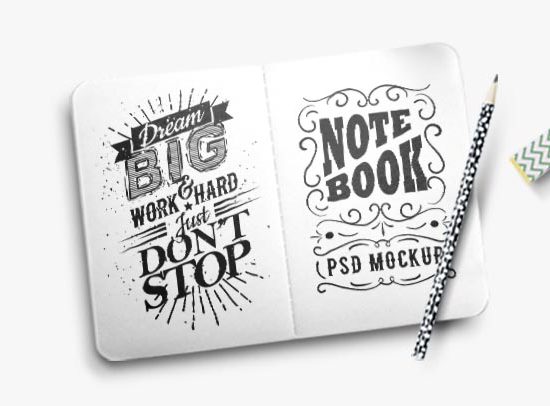 Dream
BIG
&
WORK HARD
Just
DON'T
STOP
NOTE
BOOK
(PSD MOCKUP